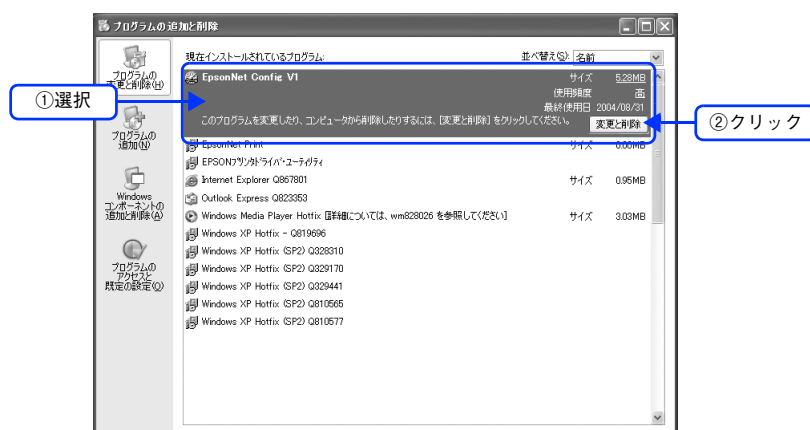 プログラムの追加と削除
現在インストールされているプログラム:
並べ替え(S): 名前
プログラムの
変更と削除(H)
プログラムの
追加(N)
Windows
コンポーネントの
追加と削除(A)
プログラムの
アクセスと
既定の設定(O)
①選択
②クリック
EpsonNet Config V1
サイズ 5.28MB
使用頻度 高
最終使用日 2004/08/31
このプログラムを変更したり、コンピュータから削除したりするには、[変更と削除] をクリックしてください。
変更と削除
EpsonNet Print サイズ 6.00MB
EPSONプリンタドライバ・ユーティリティ
Internet Explorer Q867801 サイズ 0.95MB
Outlook Express Q823353
Windows Media Player Hotfix [詳細については、wm828026 を参照してください] サイズ 3.03MB
Windows XP Hotfix - Q819696
Windows XP Hotfix (SP2) Q328310
Windows XP Hotfix (SP2) Q329170
Windows XP Hotfix (SP2) Q329441
Windows XP Hotfix (SP2) Q810565
Windows XP Hotfix (SP2) Q810577